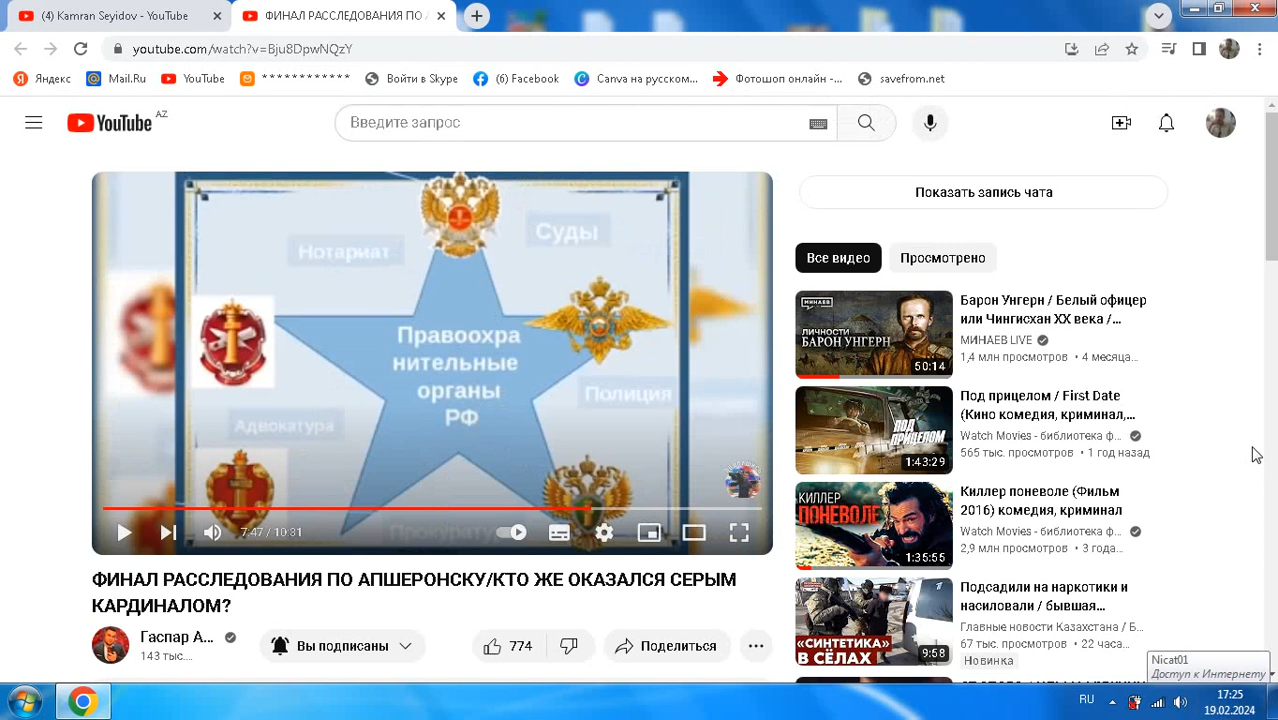 (4) Kamran Seyidov - YouTube
ФИНАЛ РАССЛЕДОВАНИЯ ПО
youtube.com/watch?v=Bju8DpwNQzY
Яндекс
Mail.Ru
YouTube
* * * * * * * * * * * *
Войти в Skype
(6) Facebook
Canva на русском...
Фотошоп онлайн -...
savefrom.net
YouTube AZ
Введите запрос
Показать запись чата
Нотариат
Суды
Правоохра
нительные
органы
РФ
Полиция
Адвокатура
7:47 / 10:31
ФИНАЛ РАССЛЕДОВАНИЯ ПО АПШЕРОНСКУ/КТО ЖЕ ОКАЗАЛСЯ СЕРЫМ
КАРДИНАЛОМ?
Гаспар А...
143 тыс....
Вы подписаны
774
Поделиться
Все видео
Просмотрено
МИНАЕВ
ЛИЧНОСТИ
БАРОН УНГЕРН
50:14
Барон Унгерн / Белый офицер
или Чингисхан XX века /...
МИНАЕВ LIVE
1,4 млн просмотров • 4 месяца...
ПОД
ПРИЦЕЛОМ
1:43:29
Под прицелом / First Date
(Кино комедия, криминал,...
Watch Movies - библиотека ф...
565 тыс. просмотров • 1 год назад
КИЛЛЕР
ПОНЕВОЛЕ
1:35:55
Киллер поневоле (Фильм
2016) комедия, криминал
Watch Movies - библиотека ф...
2,9 млн просмотров • 3 года...
«СИНТЕТИКА»
В СЁЛАХ
9:58
Подсадили на наркотики и
насиловали / бывшая...
Главные новости Казахстана / Б...
67 тыс. просмотров • 22 часа...
Новинка
Nicat01
Доступ к Интернету
RU
17:25
19.02.2024